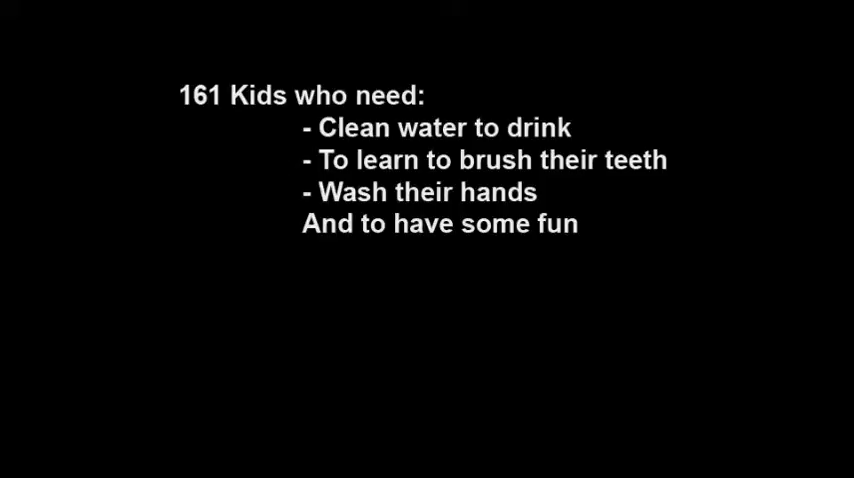 161 Kids who need:
- Clean water to drink
- To learn to brush their teeth
- Wash their hands
And to have some fun